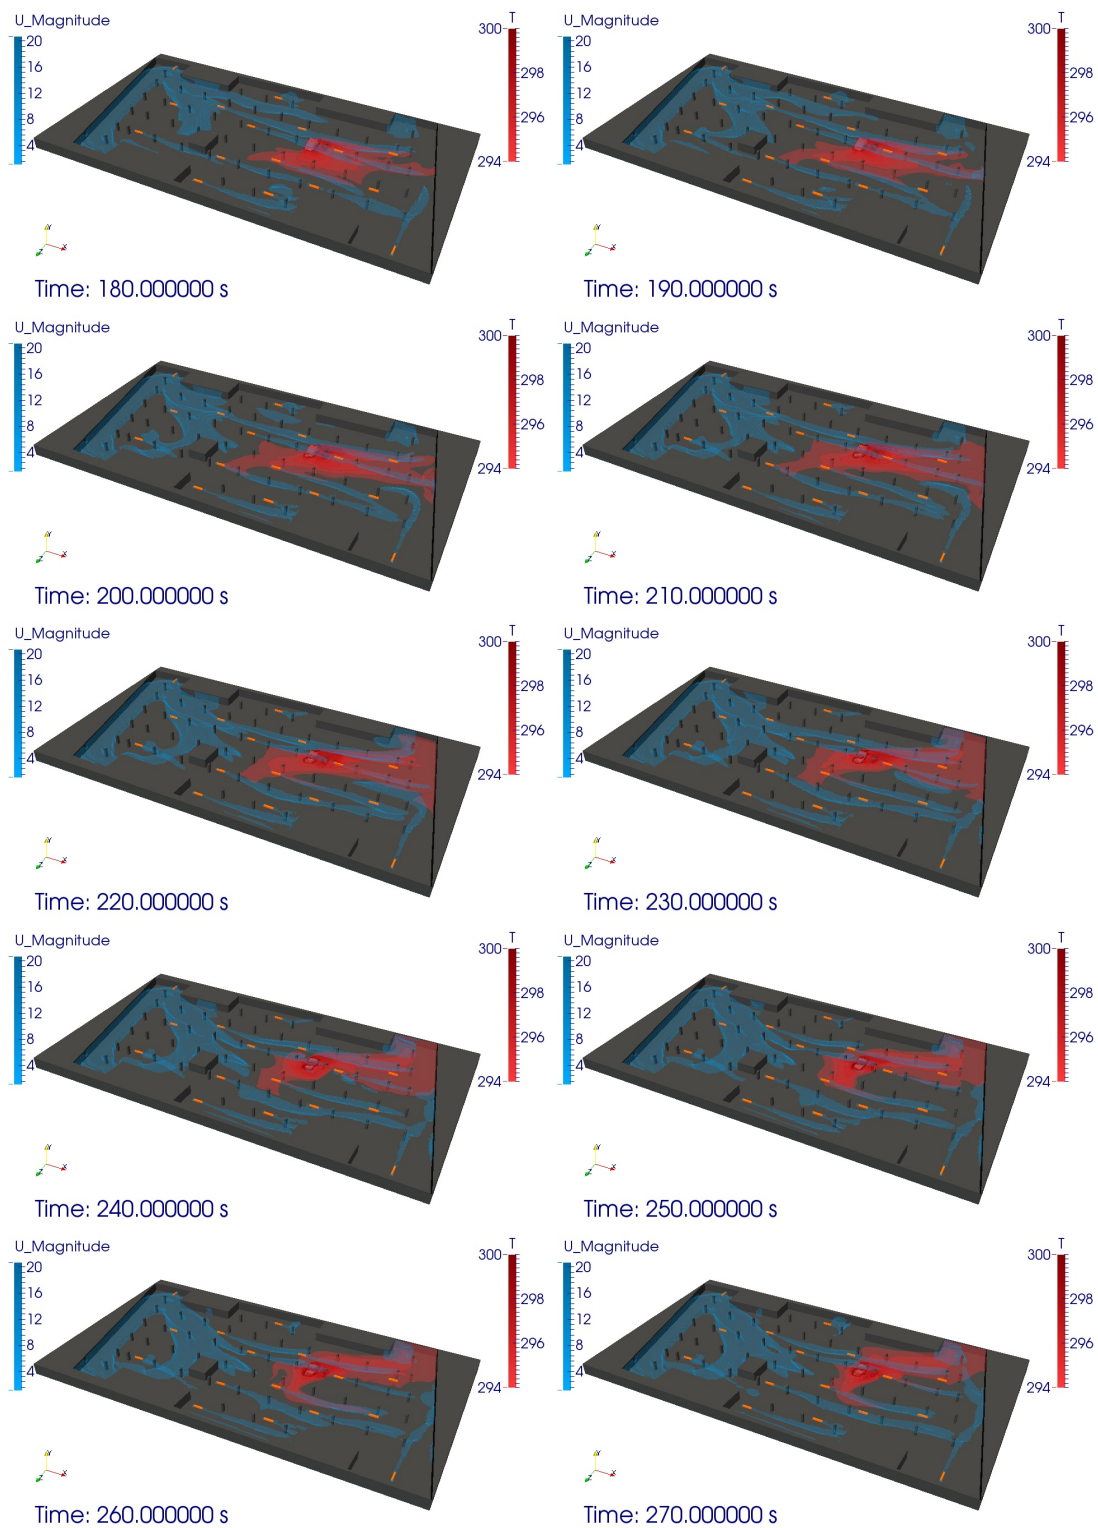 U_Magnitude
T
U_Magnitude
T
20
16
12
8
4
300
298
296
294
20
16
12
8
4
300
298
296
294
Y
X
Z
Y
X
Z
Time: 180.000000 s
Time: 190.000000 s
U_Magnitude
T
U_Magnitude
T
20
16
12
8
4
300
298
296
294
20
16
12
8
4
300
298
296
294
Y
X
Z
Y
X
Z
Time: 200.000000 s
Time: 210.000000 s
U_Magnitude
T
U_Magnitude
T
20
16
12
8
4
300
298
296
294
20
16
12
8
4
300
298
296
294
Y
X
Z
Y
X
Z
Time: 220.000000 s
Time: 230.000000 s
U_Magnitude
T
U_Magnitude
T
20
16
12
8
4
300
298
296
294
20
16
12
8
4
300
298
296
294
Y
X
Z
Y
X
Z
Time: 240.000000 s
Time: 250.000000 s
U_Magnitude
T
U_Magnitude
T
20
16
12
8
4
300
298
296
294
20
16
12
8
4
300
298
296
294
Y
X
Z
Y
X
Z
Time: 260.000000 s
Time: 270.000000 s